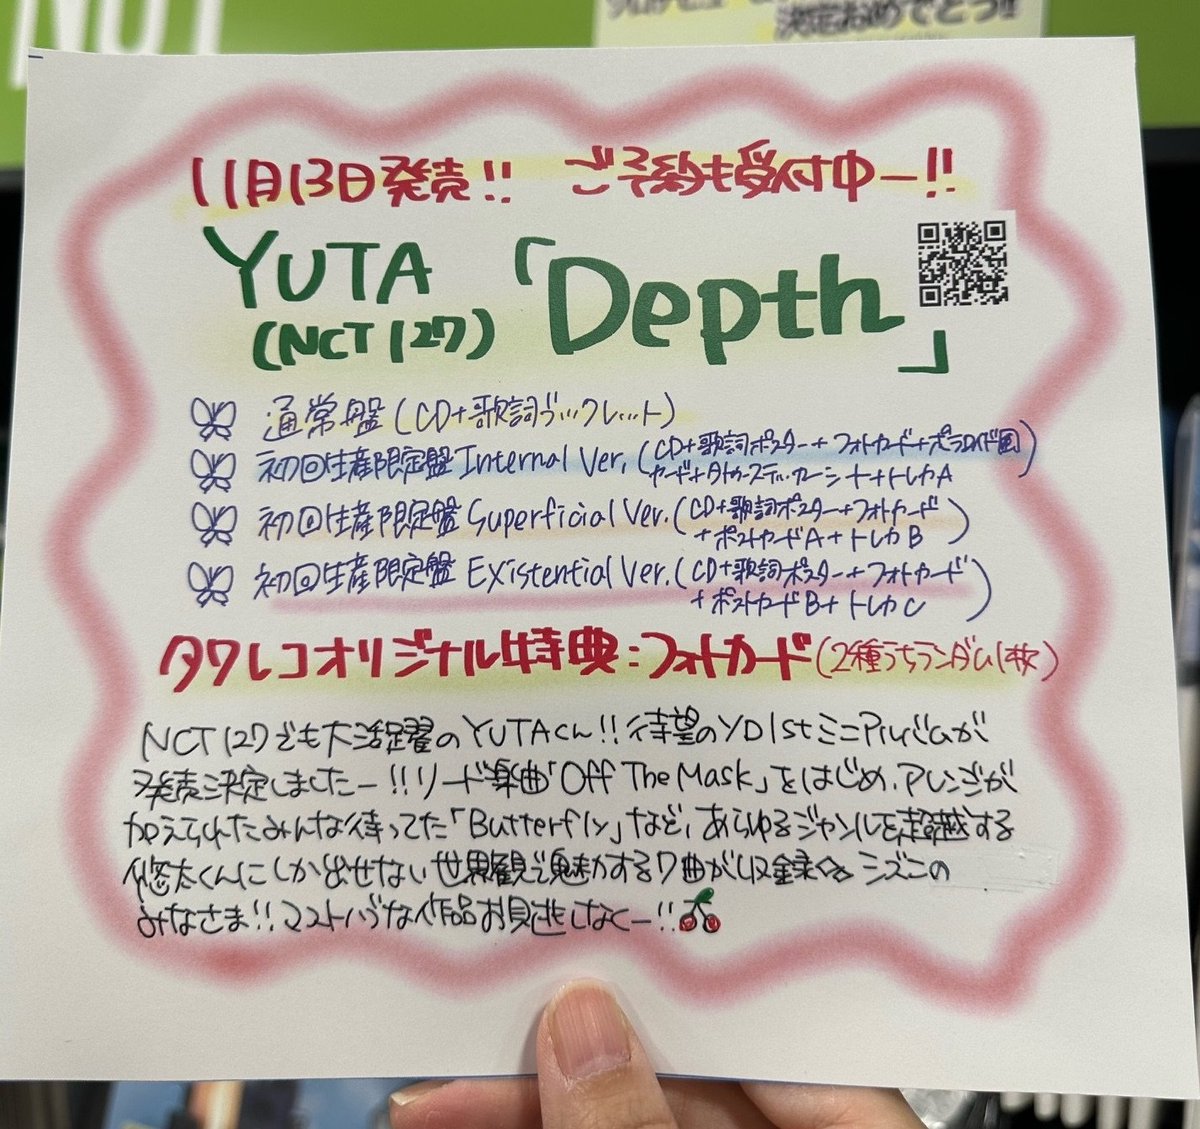 NCT
決定おめでとう!!
11月13日発売!! ご予約も受付中ー!!
YUTA
(NCT 127)
「Depth」
通常盤(CD+歌詞ブックレット)
初回生産限定盤 Internal Ver.(CD+歌詞ポスター+フォトカード+ポラロイド風
カード+タトゥーステッカーシート+トレカA)
初回生産限定盤 Superficial Ver.(CD+歌詞ポスター+フォトカード
+ポストカードA+トレカB)
初回生産限定盤 Existential Ver.(CD+歌詞ポスター+フォトカード
+ポストカードB+トレカC)
タワレコオリジナル特典:フォトカード(2種うちランダム1枚)
NCT 127でも大活躍のYUTAくん!!待望のソロ1stミニアルバムが
発売決定しましたー!!リード楽曲「Off The Mask」をはじめ、アレンジが
加えられたみんな待ってた「Butterfly」など、あらゆるジャンルを超越する
悠太くんにしか出せない世界観で魅力する7曲が収録 シズニの
みなさま!!マストバイな作品お見逃しなくー!!